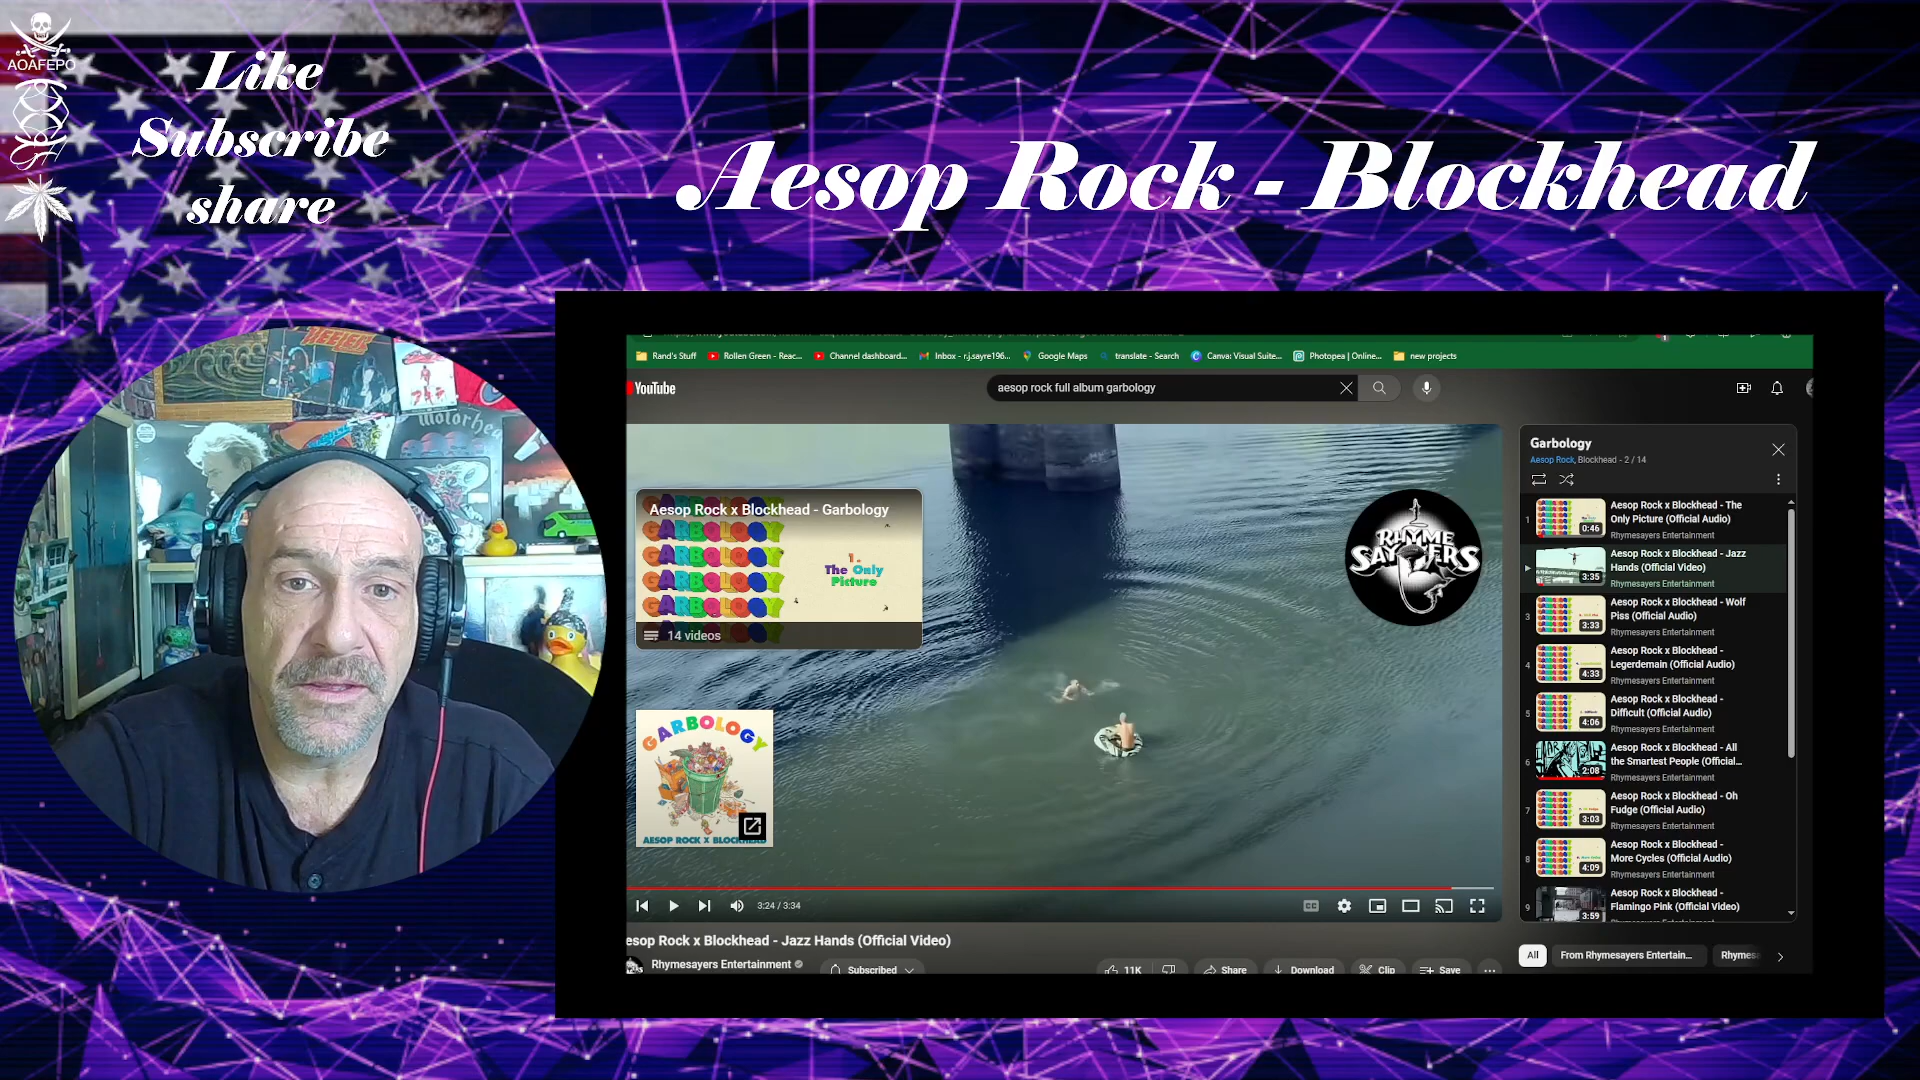 AOAFEPO
Like
Subscribe
share
Aesop Rock - Blockhead
Rand's Stuff
Rollen Green - Reac...
Channel dashboard...
Inbox - r.j.sayre196...
Google Maps
translate - Search
Canva: Visual Suite...
Photopea | Online...
new projects
YouTube
aesop rock full album garbology
Aesop Rock x Blockhead - Garbology
GARBOLOGY
GARBOLOGY
GARBOLOGY
GARBOLOGY
1.
The Only
Picture
14 videos
RHYME
SAYERS
GARBOLOGY
AESOP ROCK X BLOCKHEAD
3:24 / 3:34
CC
esop Rock x Blockhead - Jazz Hands (Official Video)
Rhymesayers Entertainment
Subscribed
11K
Share
Download
Clip
Save
Garbology
Aesop Rock, Blockhead - 2 / 14
1
0:46
Aesop Rock x Blockhead - The
Only Picture (Official Audio)
Rhymesayers Entertainment
3:35
Aesop Rock x Blockhead - Jazz
Hands (Official Video)
Rhymesayers Entertainment
3
3:33
Aesop Rock x Blockhead - Wolf
Piss (Official Audio)
Rhymesayers Entertainment
4
4:33
Aesop Rock x Blockhead -
Legerdemain (Official Audio)
Rhymesayers Entertainment
5
4:06
Aesop Rock x Blockhead -
Difficult (Official Audio)
Rhymesayers Entertainment
6
2:08
Aesop Rock x Blockhead - All
the Smartest People (Official...
Rhymesayers Entertainment
7
3:03
Aesop Rock x Blockhead - Oh
Fudge (Official Audio)
Rhymesayers Entertainment
8
4:09
Aesop Rock x Blockhead -
More Cycles (Official Audio)
Rhymesayers Entertainment
9
3:59
Aesop Rock x Blockhead -
Flamingo Pink (Official Video)
All
From Rhymesayers Entertain...
Rhymes
Motörhea